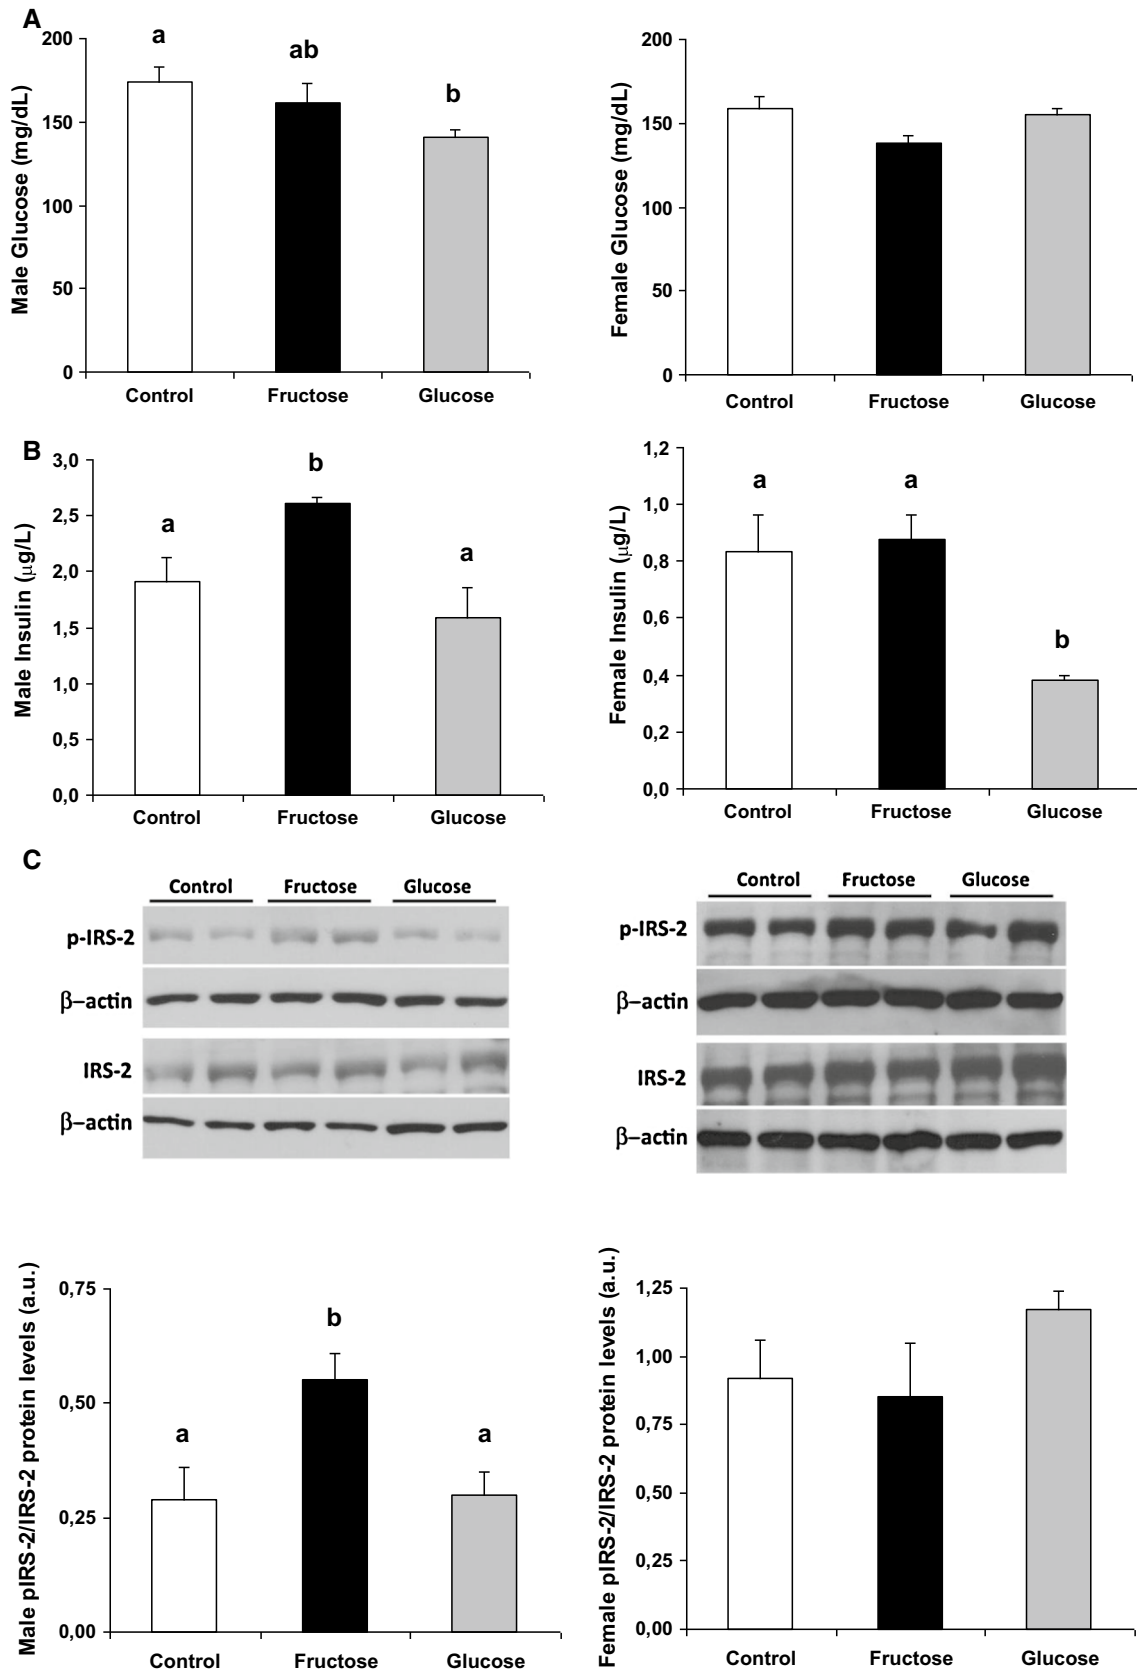 A
Male Glucose (mg/dL)
200
150
100
50
0
a
ab
b
Control Fructose Glucose
Female Glucose (mg/dL)
200
150
100
50
0
Control Fructose Glucose
B
Male Insulin (μg/L)
3,0
2,5
2,0
1,5
1,0
0,5
0,0
a
b
a
Control Fructose Glucose
Female Insulin (μg/L)
1,2
1,0
0,8
0,6
0,4
0,2
0,0
a
a
b
Control Fructose Glucose
C
Control Fructose Glucose
p-IRS-2
β–actin
IRS-2
β–actin
Control Fructose Glucose
p-IRS-2
β–actin
IRS-2
β–actin
Male pIRS-2/IRS-2 protein levels (a.u.)
0,75
0,50
0,25
0,00
a
b
a
Control Fructose Glucose
Female pIRS-2/IRS-2 protein levels (a.u.)
1,25
1,00
0,75
0,50
0,25
0,00
Control Fructose Glucose